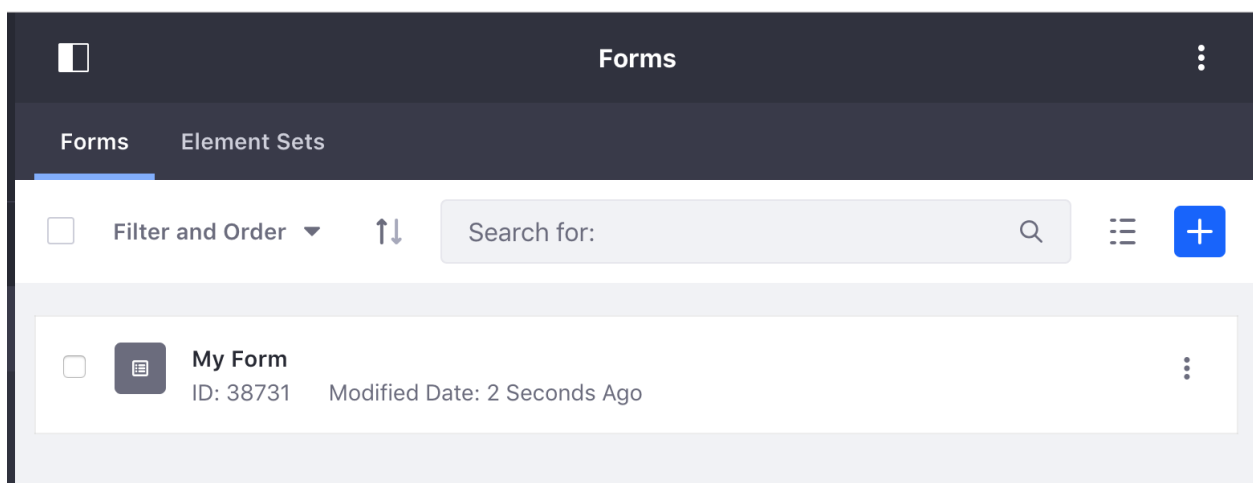 Forms
Forms Element Sets
Filter and Order Search for:
My Form
ID: 38731 Modified Date: 2 Seconds Ago